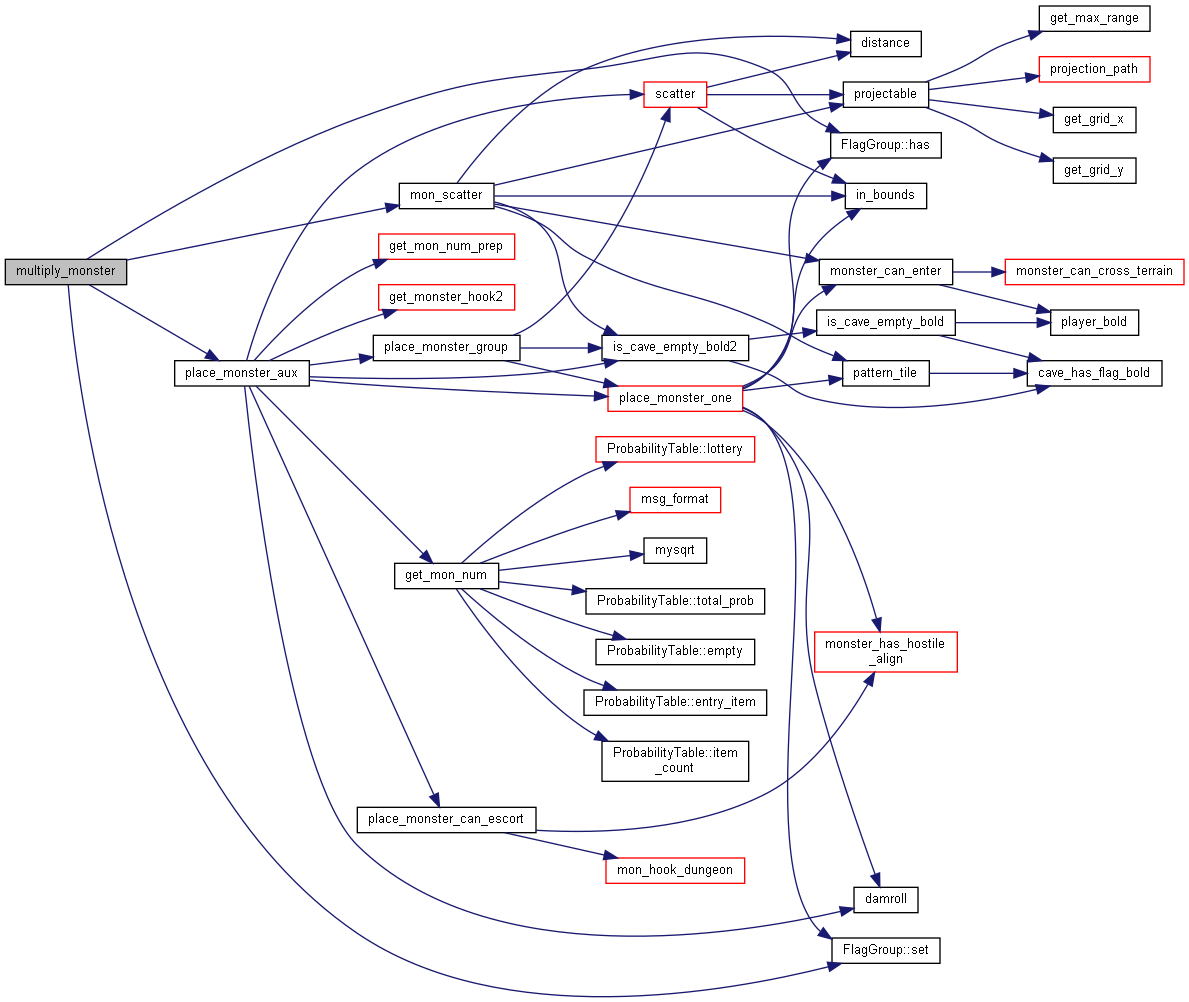 get_max_range
distance
projection_path
scatter
projectable
get_grid_x
FlagGroup::has
get_grid_y
mon_scatter
in_bounds
get_mon_num_prep
multiply_monster
monster_can_enter
monster_can_cross_terrain
get_monster_hook2
is_cave_empty_bold
player_bold
place_monster_group
is_cave_empty_bold2
place_monster_aux
pattern_tile
cave_has_flag_bold
place_monster_one
ProbabilityTable::lottery
msg_format
mysqrt
get_mon_num
ProbabilityTable::total_prob
ProbabilityTable::empty
monster_has_hostile
_align
ProbabilityTable::entry_item
ProbabilityTable::item
_count
place_monster_can_escort
mon_hook_dungeon
damroll
FlagGroup::set